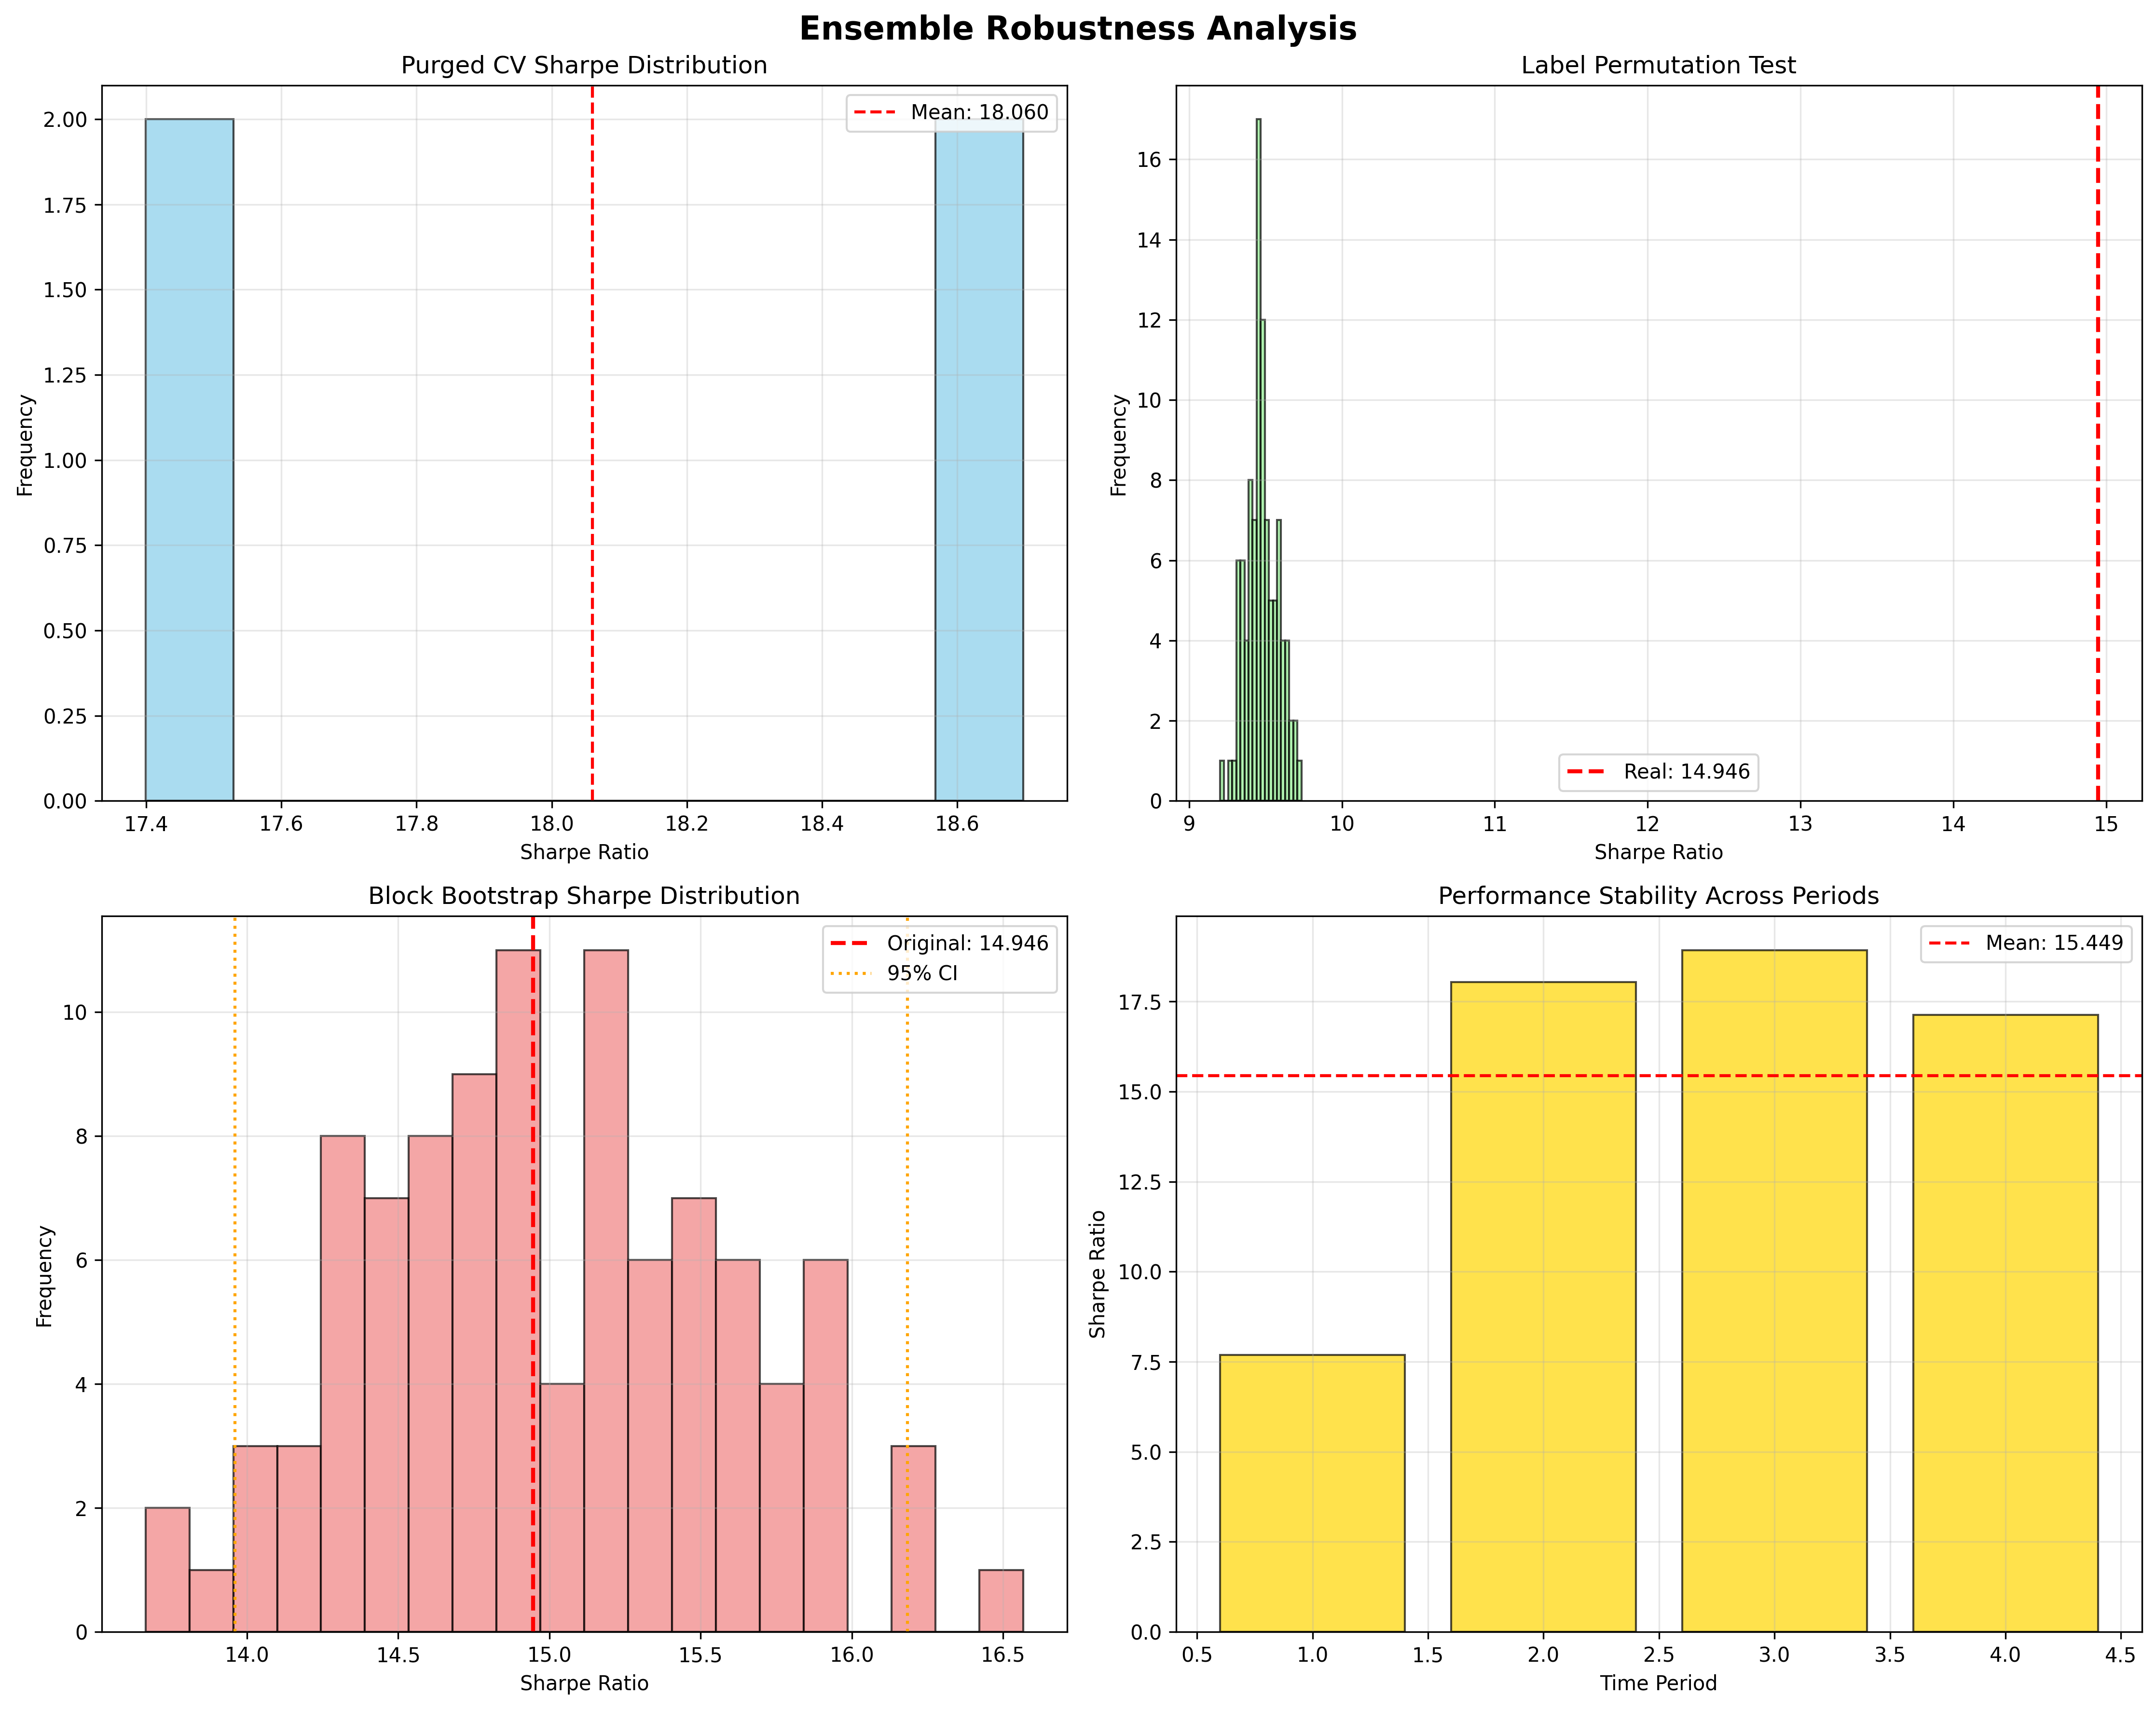 Ensemble Robustness Analysis
Purged CV Sharpe Distribution
Mean: 18.060
2.00
1.75
1.50
1.25
1.00
0.75
0.50
0.25
0.00
Frequency
17.4 17.6 17.8 18.0 18.2 18.4 18.6
Sharpe Ratio
Label Permutation Test
16
14
12
10
8
6
4
2
0
Frequency
Real: 14.946
9 10 11 12 13 14 15
Sharpe Ratio
Block Bootstrap Sharpe Distribution
Original: 14.946
95% CI
10
8
6
4
2
0
Frequency
14.0 14.5 15.0 15.5 16.0 16.5
Sharpe Ratio
Performance Stability Across Periods
Mean: 15.449
17.5
15.0
12.5
10.0
7.5
5.0
2.5
0.0
Sharpe Ratio
0.5 1.0 1.5 2.0 2.5 3.0 3.5 4.0 4.5
Time Period